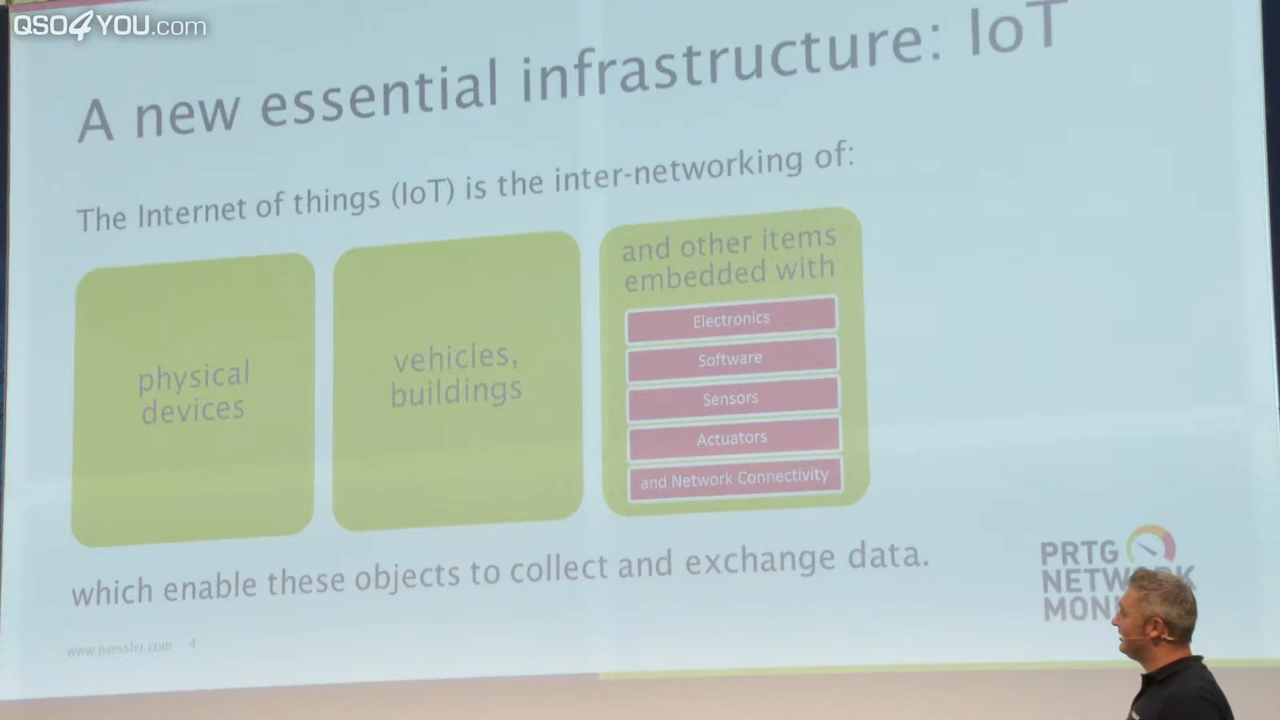 QSO4YOU.com
A new essential infrastructure: IoT
The Internet of things (IoT) is the inter-networking of:
physical
devices
vehicles,
buildings
and other items
embedded with
Electronics
Software
Sensors
Actuators
and Network Connectivity
which enable these objects to collect and exchange data.
www.paessler.com 4
PRTG
NETWORK